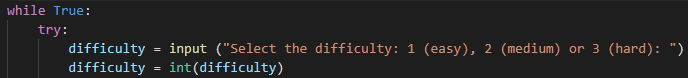 while True:
    try:
        difficulty = input ("Select the difficulty: 1 (easy), 2 (medium) or 3 (hard): ")
        difficulty = int(difficulty)